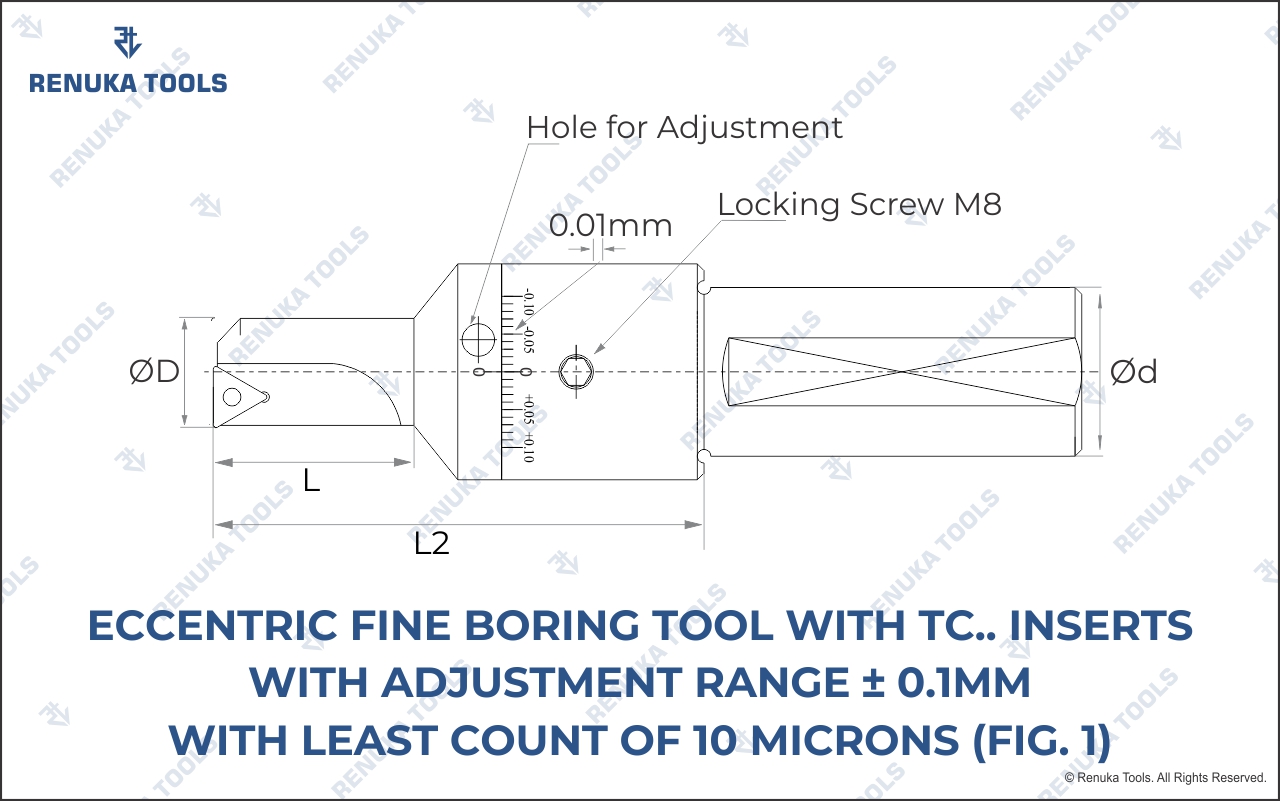 RENUKA TOOLS
Hole for Adjustment
Locking Screw M8
0.01mm
-0.10
-0.05
0
0
+0.05
+0.10
ØD
Ød
L
L2
ECCENTRIC FINE BORING TOOL WITH TC.. INSERTS
WITH ADJUSTMENT RANGE ± 0.1MM
WITH LEAST COUNT OF 10 MICRONS (FIG. 1)
© Renuka Tools. All Rights Reserved.